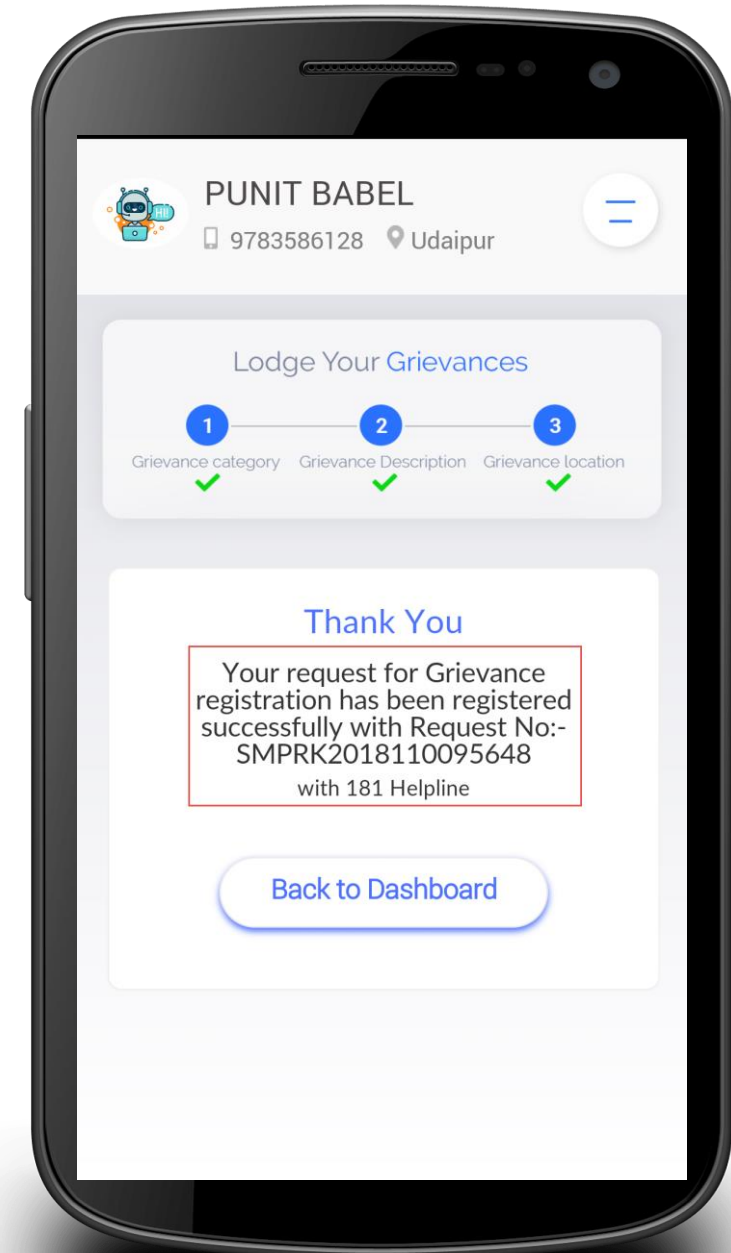 HI!
PUNIT BABEL
9783586128 Udaipur
Lodge Your Grievances
1 2 3
Grievance category Grievance Description Grievance location
Thank You
Your request for Grievance
registration has been registered
successfully with Request No:-
SMPRK2018110095648
with 181 Helpline
Back to Dashboard